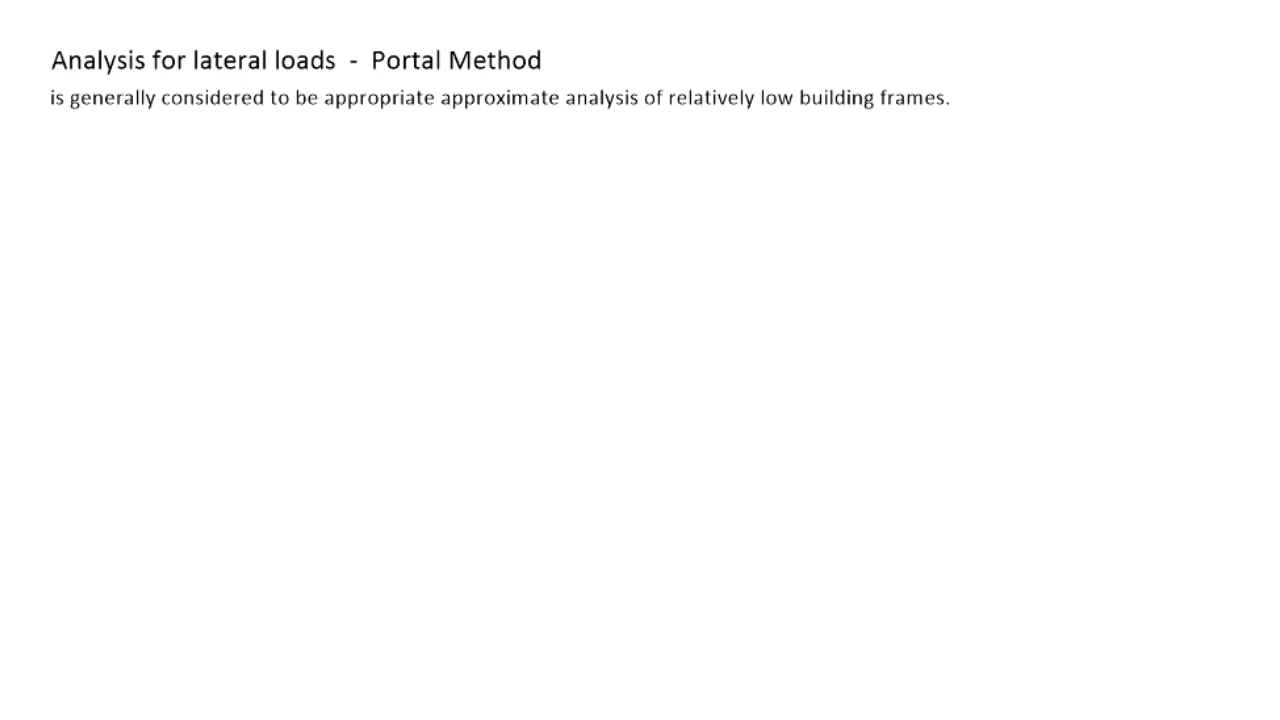 Analysis for lateral loads - Portal Method
is generally considered to be appropriate approximate analysis of relatively low building frames.